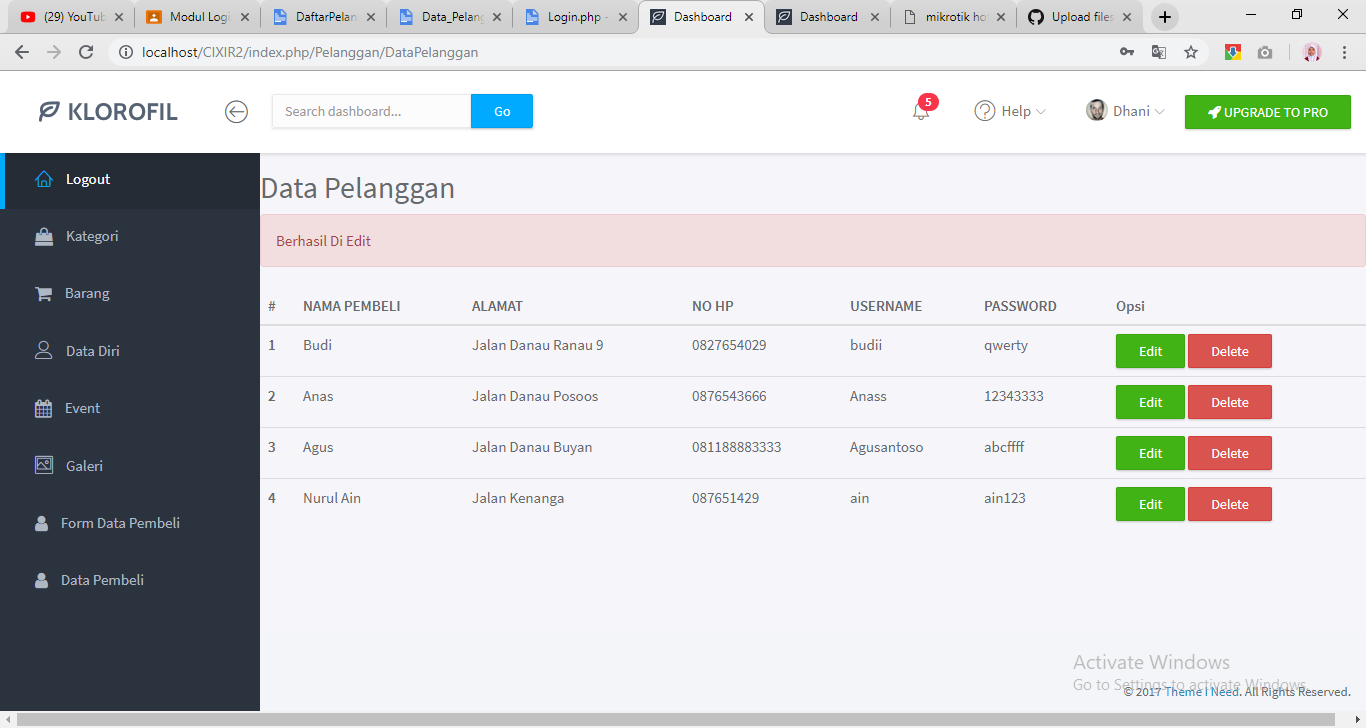 (29) YouTub
Modul Logi
DaftarPelan
Data_Pelang
Login.php -
Dashboard
Dashboard
mikrotik ho
Upload files
localhost/CIXIR2/index.php/Pelanggan/DataPelanggan
KLOROFIL
Search dashboard...
Go
5
Help
Dhani
UPGRADE TO PRO
Logout
Kategori
Barang
Data Diri
Event
Galeri
Form Data Pembeli
Data Pembeli
Data Pelanggan
Berhasil Di Edit
# NAMA PEMBELI ALAMAT NO HP USERNAME PASSWORD Opsi
1 Budi Jalan Danau Ranau 9 0827654029 budii qwerty Edit Delete
2 Anas Jalan Danau Posoos 0876543666 Anass 12343333 Edit Delete
3 Agus Jalan Danau Buyan 081188883333 Agusantoso abcffff Edit Delete
4 Nurul Ain Jalan Kenanga 087651429 ain ain123 Edit Delete
Activate Windows
Go to Settings to activate Windows.
© 2017 Theme I Need. All Rights Reserved.